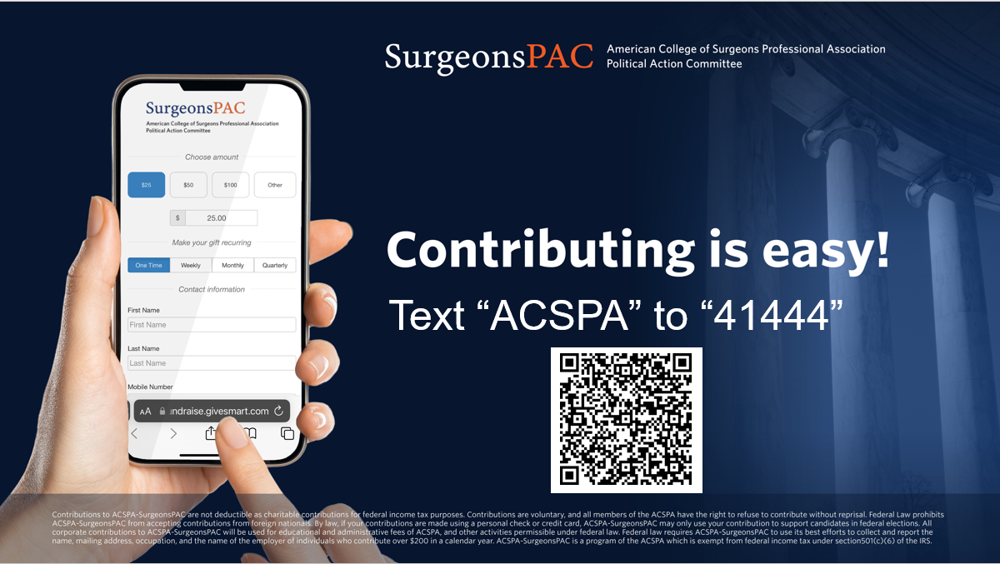 SurgeonsPAC
American College of Surgeons Professional Association
Political Action Committee
SurgeonsPAC
American College of Surgeons Professional Association
Political Action Committee
Choose amount
$25 $50 $100 Other
$ 25.00
Make your gift recurring
One Time Weekly Monthly Quarterly
Contact information
First Name
First Name
Last Name
Last Name
Mobile Number
AA ndraise.givesmart.com
Contributing is easy!
Text “ACSPA” to “41444”
Contributions to ACSPA-SurgeonsPAC are not deductible as charitable contributions for federal income tax purposes. Contributions are voluntary, and all members of the ACSPA have the right to refuse to contribute without reprisal. Federal Law prohibits
ACSPA-SurgeonsPAC from accepting contributions from foreign nationals. By law, if your contributions are made using a personal check or credit card, ACSPA-SurgeonsPAC may only use your contribution to support candidates in federal elections. All
corporate contributions to ACSPA-SurgeonsPAC will be used for educational and administrative fees of ACSPA, and other activities permissible under federal law. Federal law requires ACSPA-SurgeonsPAC to use its best efforts to collect and report the
name, mailing address, occupation, and the name of the employer of individuals who contribute over $200 in a calendar year. ACSPA-SurgeonsPAC is a program of the ACSPA which is exempt from federal income tax under section501(c)(6) of the IRS.